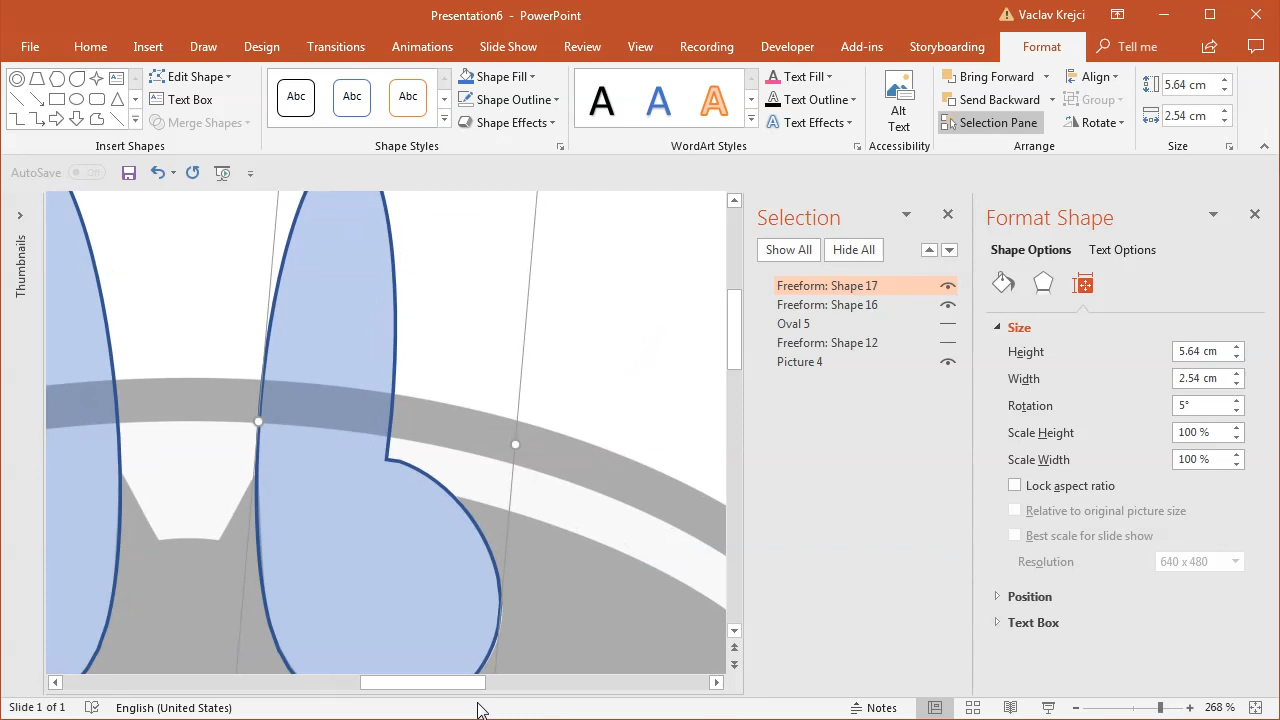 Presentation6 - PowerPoint
Vaclav Krejci
File Home Insert Draw Design Transitions Animations Slide Show Review View Recording Developer Add-ins Storyboarding Format Tell me
Edit Shape
Text
Merge Shapes
Insert Shapes
Abc Abc Abc
Shape Fill
Shape Outline
Shape Effects
Shape Styles
A A A
Text Fill
Text Outline
Text Effects
WordArt Styles
Alt
Text
Accessibility
Bring Forward
Send Backward
Selection Pane
Align
Group
Rotate
Arrange
5.64 cm
2.54 cm
Size
AutoSave Off
Thumbnails
Selection
Show All Hide All
Freeform: Shape 17
Freeform: Shape 16
Oval 5
Freeform: Shape 12
Picture 4
Format Shape
Shape Options Text Options
Size
Height 5.64 cm
Width 2.54 cm
Rotation 5°
Scale Height 100 %
Scale Width 100 %
Lock aspect ratio
Relative to original picture size
Best scale for slide show
Resolution 640 x 480
Position
Text Box
Slide 1 of 1 English (United States) Notes 268 %